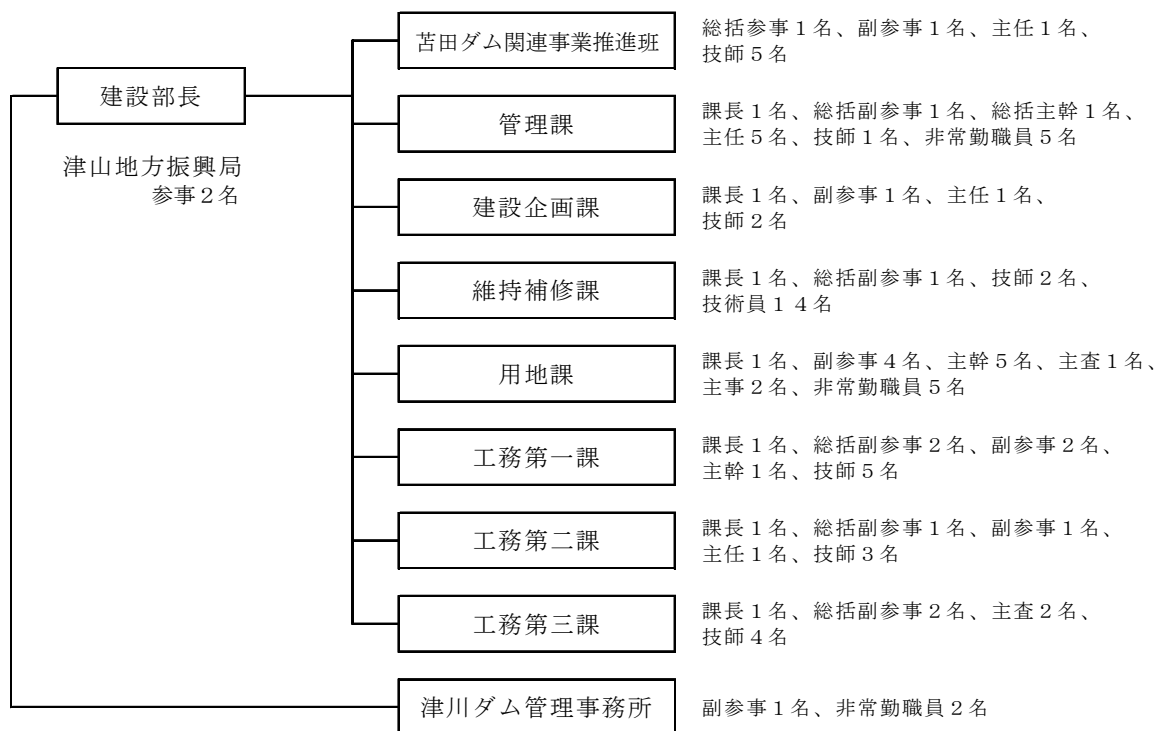 苫田ダム関連事業推進班
総括参事１名、副参事１名、主任１名、
技師５名
建設部長
津山地方振興局
参事２名
管理課
課長１名、総括副参事１名、総括主幹１名、
主任５名、技師１名、非常勤職員５名
建設企画課
課長１名、副参事１名、主任１名、
技師２名
維持補修課
課長１名、総括副参事１名、技師２名、
技術員１４名
用地課
課長１名、副参事４名、主幹５名、主査１名、
主事２名、非常勤職員５名
工務第一課
課長１名、総括副参事２名、副参事２名、
主幹１名、技師５名
工務第二課
課長１名、総括副参事１名、副参事１名、
主任１名、技師３名
工務第三課
課長１名、総括副参事２名、主査２名、
技師４名
津川ダム管理事務所
副参事１名、非常勤職員２名